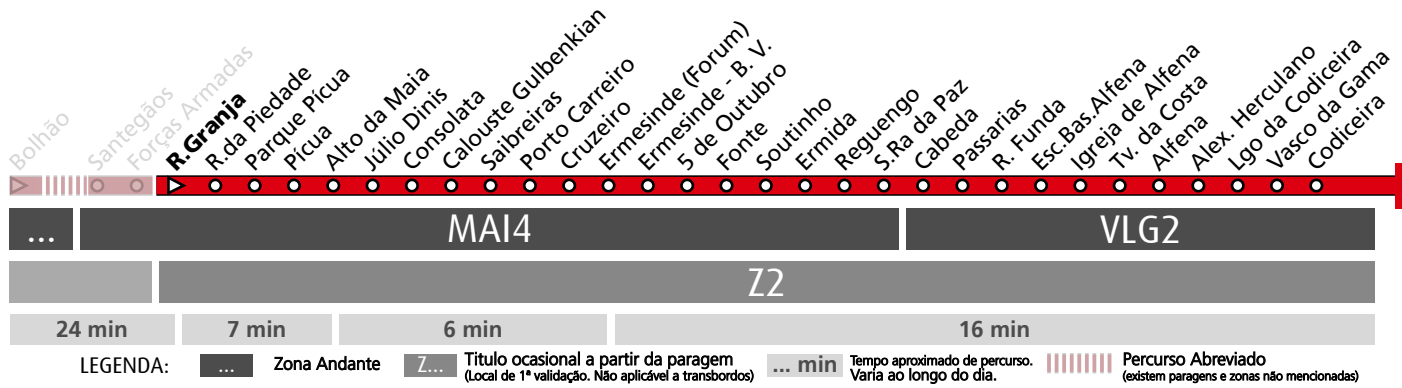 Bolhão
Santegãos
Forças Armadas
R.Granja
R.da Piedade
Parque Picua
Picua
Alto da Maia
Júlio Dinis
Consolata
Calouste Gulbenkian
Saibreiras
Porto Carreiro
Cruzeiro
Ermesinde (Forum)
Ermesinde - B. V.
5 de Outubro
Fonte
Soutinho
Ermida
Reguengo
S.Ra da Paz
Cabeda
Passarias
R. Funda
Esc.Bas.Alfena
Igreja de Alfena
Tv. da Costa
Alfena
Alex. Herculano
Lgo da Codiceira
Vasco da Gama
Codiceira
... MAI4 VLG2
Z2
24 min 7 min 6 min 16 min
LEGENDA:
... Zona Andante
Z... Titulo ocasional a partir da paragem
(Local de 1ª validação. Não aplicável a transbordos)
... min Tempo aproximado de percurso.
Varia ao longo do dia.
Percurso Abreviado
(existem paragens e zonas não mencionadas)